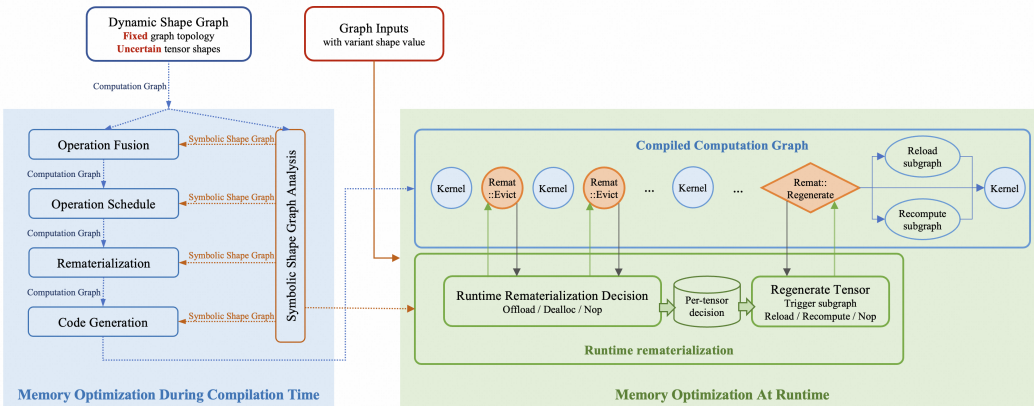 Dynamic Shape Graph
Fixed graph topology
Uncertain tensor shapes
Graph Inputs
with variant shape value
Computation Graph
Operation Fusion
Symbolic Shape Graph
Computation Graph
Operation Schedule
Symbolic Shape Graph
Computation Graph
Rematerialization
Symbolic Shape Graph
Computation Graph
Code Generation
Symbolic Shape Graph
Symbolic Shape Graph Analysis
Memory Optimization During Compilation Time
Compiled Computation Graph
Kernel
Remat
::Evict
Kernel
Remat
::Evict
...
Kernel
...
Remat::
Regenerate
Reload
subgraph
Recompute
subgraph
Kernel
Runtime Rematerialization Decision
Offload / Dealloc / Nop
Per-tensor
decision
Regenerate Tensor
Trigger subgraph
Reload / Recompute / Nop
Runtime rematerialization
Memory Optimization At Runtime